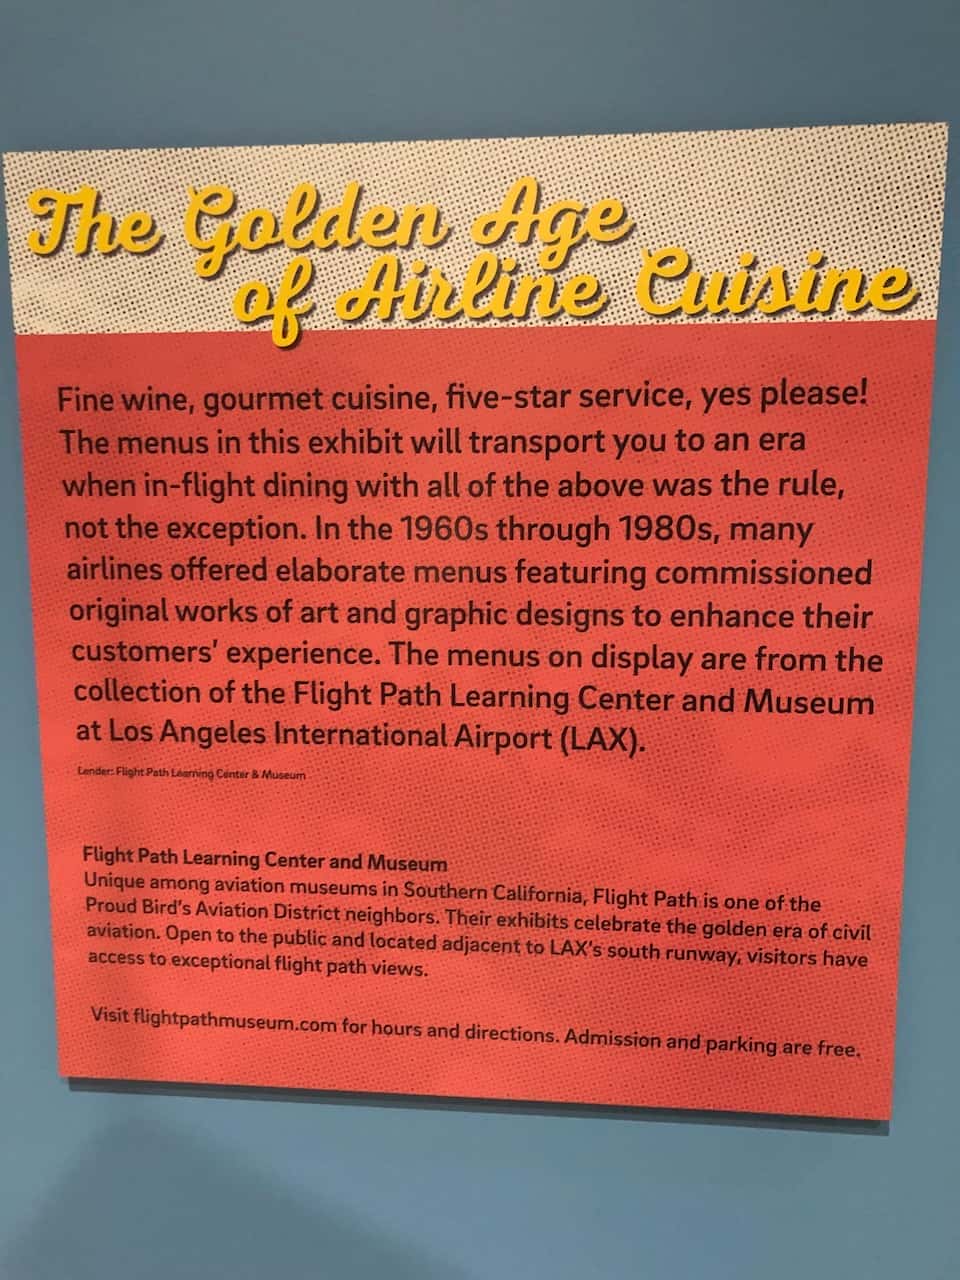 The Golden Age
of Airline Cuisine
Fine wine, gourmet cuisine, five-star service, yes please!
The menus in this exhibit will transport you to an era
when in-flight dining with all of the above was the rule,
not the exception. In the 1960s through 1980s, many
airlines offered elaborate menus featuring commissioned
original works of art and graphic designs to enhance their
customers' experience. The menus on display are from the
collection of the Flight Path Learning Center and Museum
at Los Angeles International Airport (LAX).
Lender: Flight Path Learning Center & Museum
Flight Path Learning Center and Museum
Unique among aviation museums in Southern California, Flight Path is one of the
Proud Bird's Aviation District neighbors. Their exhibits celebrate the golden era of civil
aviation. Open to the public and located adjacent to LAX's south runway, visitors have
access to exceptional flight path views.
Visit flightpathmuseum.com for hours and directions. Admission and parking are free.